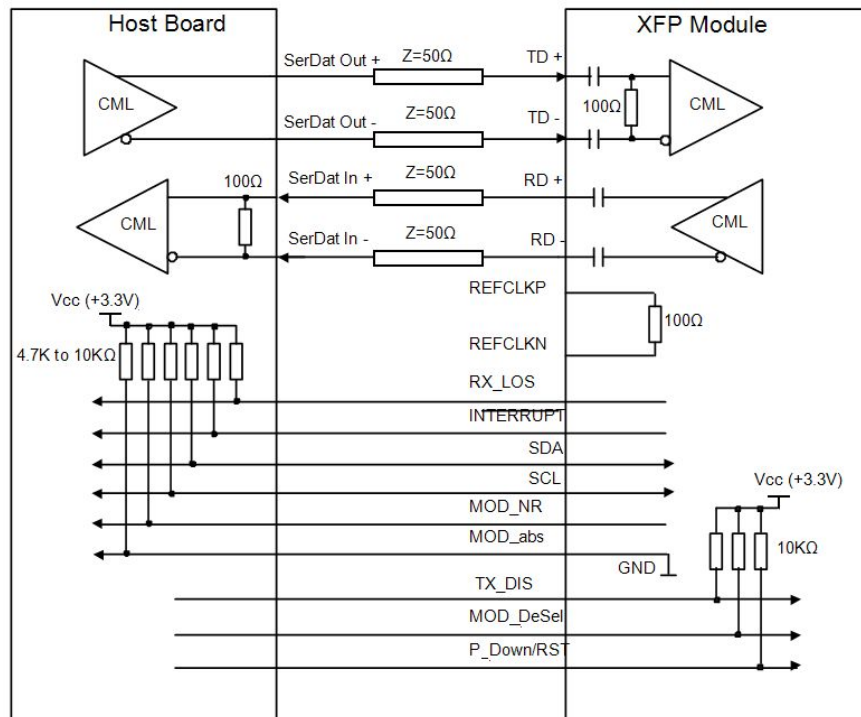 Host Board
XFP Module
SerDat Out +
Z=50Ω
TD +
CML
100Ω
CML
SerDat Out -
Z=50Ω
TD -
SerDat In +
Z=50Ω
RD +
100Ω
CML
CML
SerDat In -
Z=50Ω
RD -
REFCLKP
Vcc (+3.3V)
100Ω
REFCLKN
4.7K to 10KΩ
RX_LOS
INTERRUPT
SDA
SCL
Vcc (+3.3V)
MOD_NR
MOD_abs
10KΩ
GND
TX_DIS
MOD_DeSel
P_Down/RST